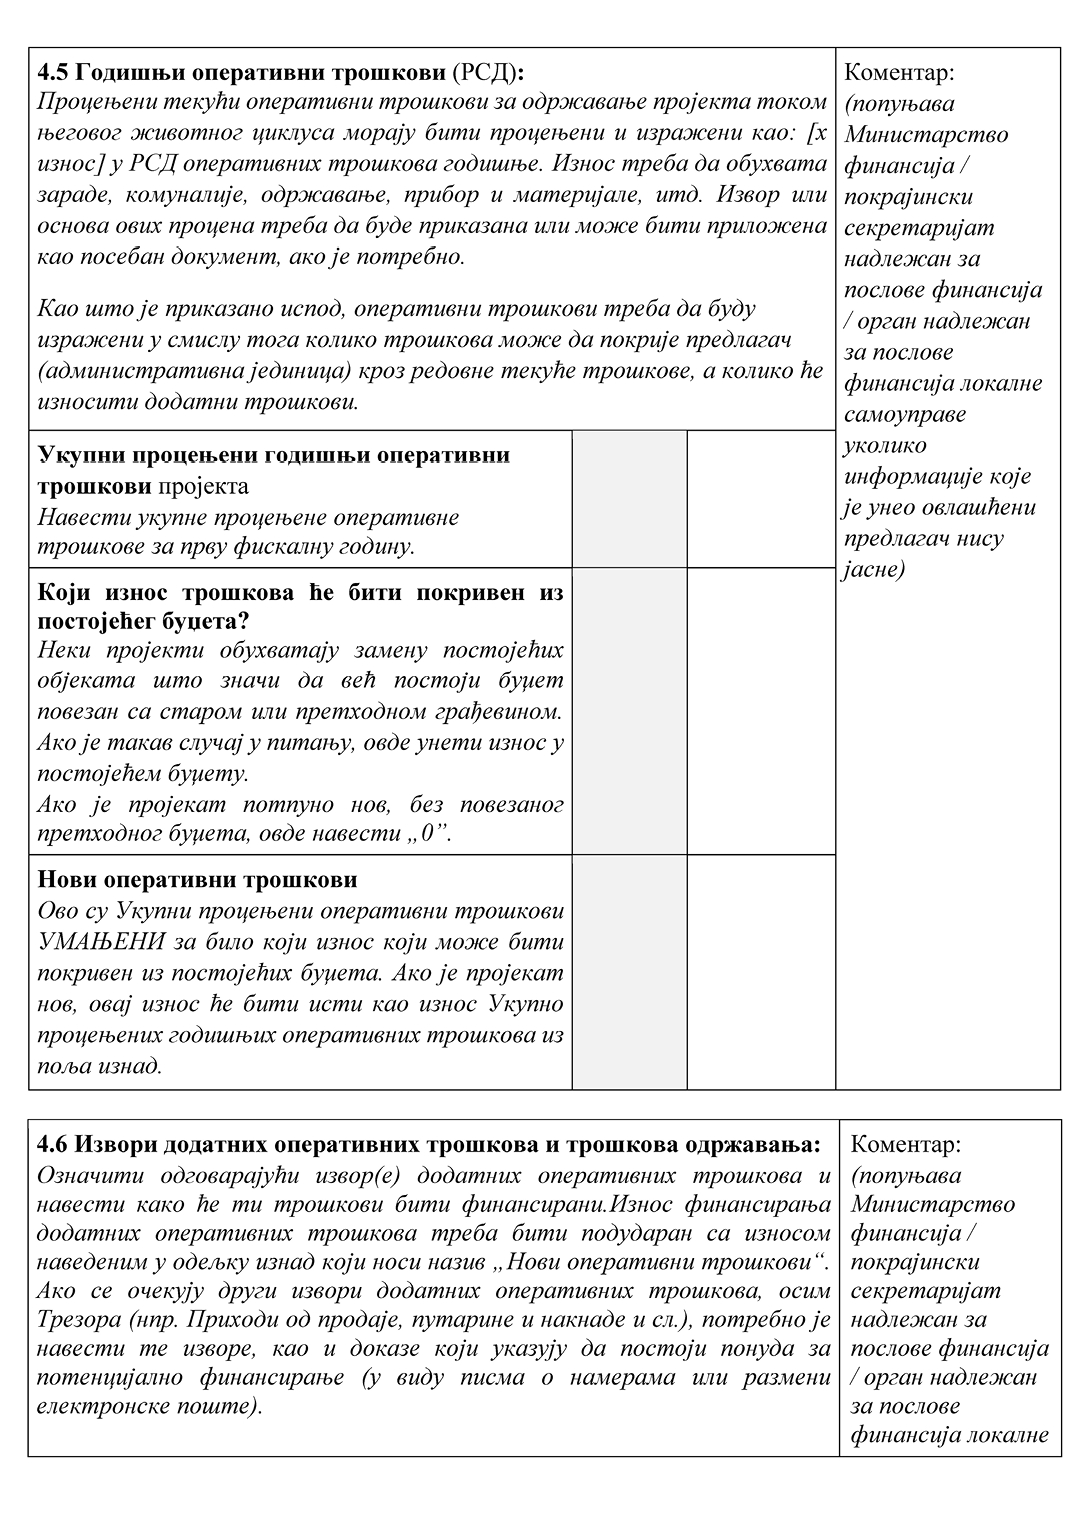 4.5 Годишњи оперативни трошкови (РСД):
Процењени текући оперативни трошкови за одржавање пројекта током
његовог животног циклуса морају бити процењени и изражени као: [х
износ] у РСД оперативних трошкова годишње. Износ треба да обухвата
зараде, комуналије, одржавање, прибор и материјале, итд. Извор или
основа ових процена треба да буде приказана или може бити приложена
као посебан документ, ако је потребно.
Као што је приказано испод, оперативни трошкови треба да буду
изражени у смислу тога колико трошкова може да покрије предлагач
(административна јединица) кроз редовне текуће трошкове, а колико ће
износити додатни трошкови.
Укупни процењени годишњи оперативни
трошкови пројекта
Навести укупне процењене оперативне
трошкове за прву фискалну годину.
Који износ трошкова ће бити покривен из
постојећег буџета?
Неки пројекти обухватају замену постојећих
објеката што значи да већ постоји буџет
повезан са старом или претходном грађевином.
Ако је такав случај у питању, овде унети износ у
постојећем буџету.
Ако је пројекат потпуно нов, без повезаног
претходног буџета, овде навести „0”.
Нови оперативни трошкови
Ово су Укупни процењени оперативни трошкови
УМАЊЕНИ за било који износ који може бити
покривен из постојећих буџета. Ако је пројекат
нов, овај износ ће бити исти као износ Укупно
процењених годишњих оперативних трошкова из
поља изнад.
Коментар:
(попуњава
Министарство
финансија /
покрајински
секретаријат
надлежан за
послове финансија
/ орган надлежан
за послове
финансија локалне
самоуправе
уколико
информације које
је унео овлашћени
предлагач нису
јасне)
4.6 Извори додатних оперативних трошкова и трошкова одржавања:
Означити одговарајући извор(е) додатних оперативних трошкова и
навести како ће ти трошкови бити финансирани.Износ финансирања
додатних оперативних трошкова треба бити подударан са износом
наведеним у одељку изнад који носи назив „Нови оперативни трошкови“.
Ако се очекују други извори додатних оперативних трошкова, осим
Трезора (нпр. Приходи од продаје, путарине и накнаде и сл.), потребно је
навести те изворе, као и доказе који указују да постоји понуда за
потенцијално финансирање (у виду писма о намерама или размени
електронске поште).
Коментар:
(попуњава
Министарство
финансија /
покрајински
секретаријат
надлежан за
послове финансија
/ орган надлежан
за послове
финансија локалне